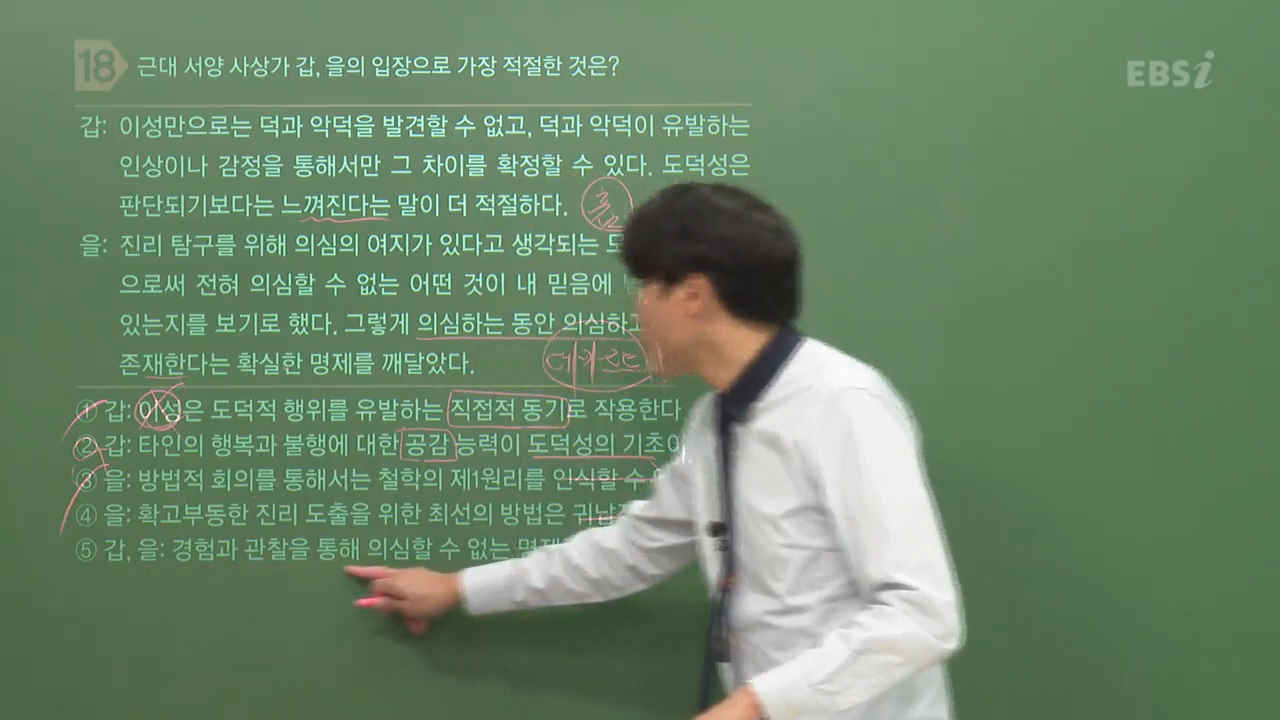 18 근대 서양 사상가 갑, 을의 입장으로 가장 적절한 것은?
EBSi
갑: 이성만으로는 덕과 악덕을 발견할 수 없고, 덕과 악덕이 유발하는
인상이나 감정을 통해서만 그 차이를 확정할 수 있다. 도덕성은
판단되기보다는 느껴진다는 말이 더 적절하다.
을: 진리 탐구를 위해 의심의 여지가 있다고 생각되는
으로써 전혀 의심할 수 없는 어떤 것이 내 믿음에
있는지를 보기로 했다. 그렇게 의심하는 동안 의심하고
존재한다는 확실한 명제를 깨달았다.
데카르트
① 갑: 이성은 도덕적 행위를 유발하는 직접적 동기로 작용한다
② 갑: 타인의 행복과 불행에 대한 공감 능력이 도덕성의 기초
③ 을: 방법적 회의를 통해서는 철학의 제1원리를 인식할 수
④ 을: 확고부동한 진리 도출을 위한 최선의 방법은
⑤ 갑, 을: 경험과 관찰을 통해 의심할 수 없는